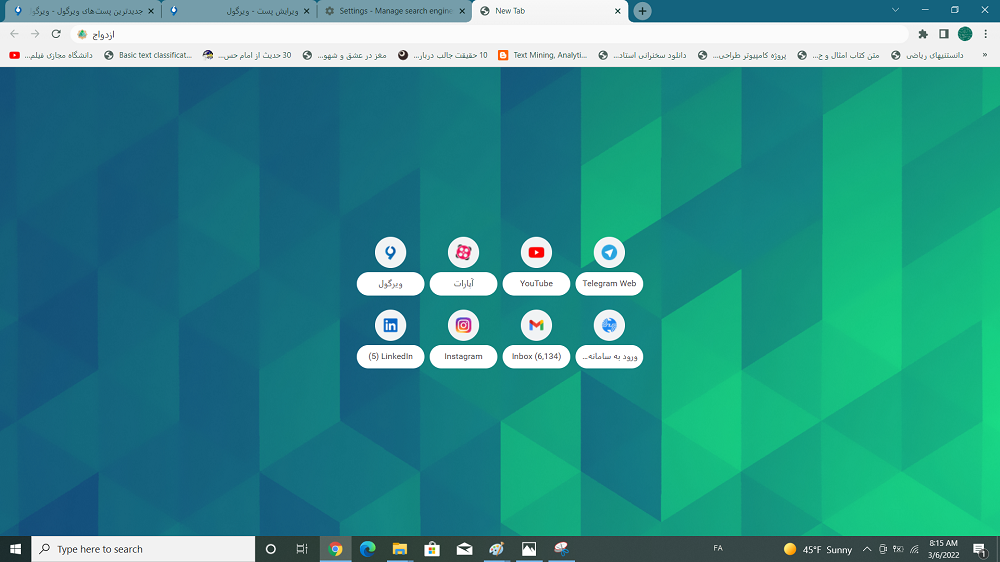 جدیدترین پست‌های ویرگول - ویرگو
ویرایش پست - ویرگول
Settings - Manage search engine
New Tab
ازدواج
دانشگاه مجازی فیلم...
Basic text classificat...
30 حدیث از امام حس...
مغز در عشق و شهو...
10 حقیقت جالب دربار...
Text Mining, Analyti...
دانلود سخنرانی استاد...
پروژه کامپیوتر طراحی...
متن کتاب امثال و ح...
دانستنیهای ریاضی
»
ویرگول
آپارات
YouTube
Telegram Web
(5) LinkedIn
Instagram
Inbox (6,134)
ورود به سامانه...
Type here to search
FA
45°F Sunny
8:15 AM
3/6/2022
1